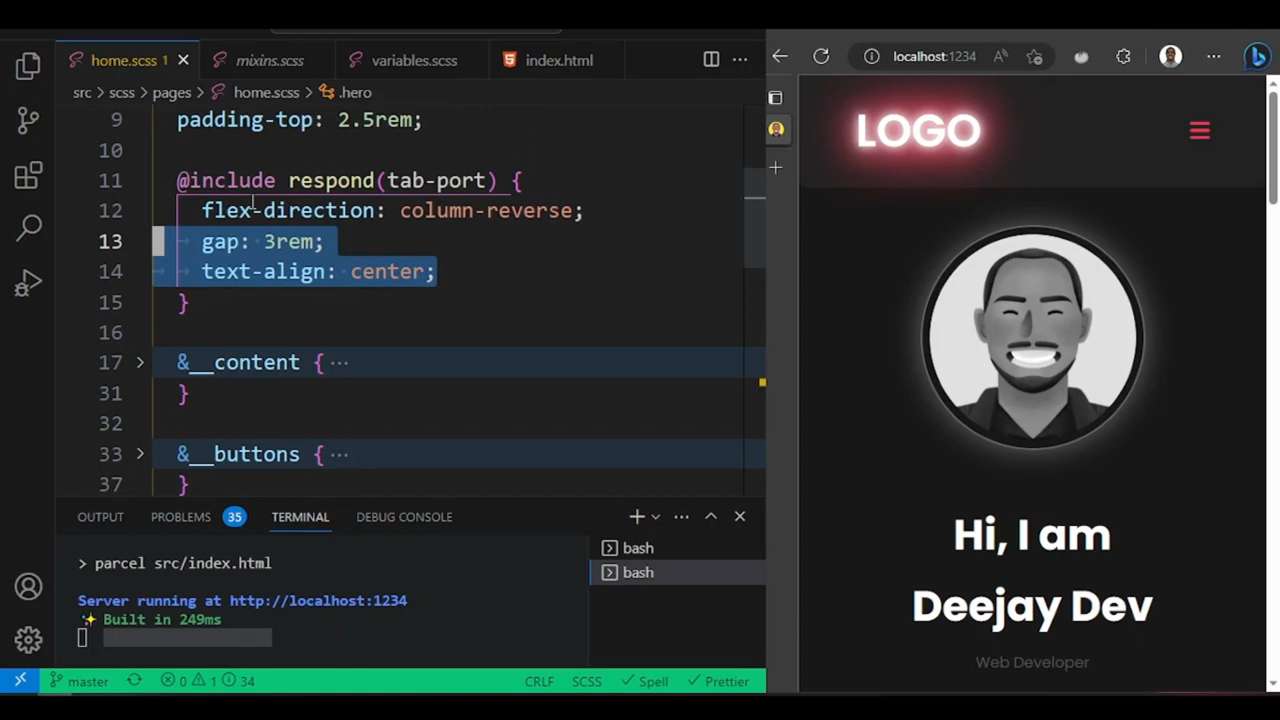 home.scss 1
mixins.scss
variables.scss
index.html
src > scss > pages > home.scss > .hero
9 padding-top: 2.5rem;
10
11 @include respond(tab-port) {
12 flex-direction: column-reverse;
13 gap: 3rem;
14 text-align: center;
15 }
16
17 &__content { ···
31 }
32
33 &__buttons { ···
37 }
OUTPUT
PROBLEMS 35
TERMINAL
DEBUG CONSOLE
> parcel src/index.html
Server running at http://localhost:1234
Built in 249ms
bash
bash
master
0 1 34
CRLF
SCSS
Spell
Prettier
localhost:1234
LOGO
Hi, I am
Deejay Dev
Web Developer